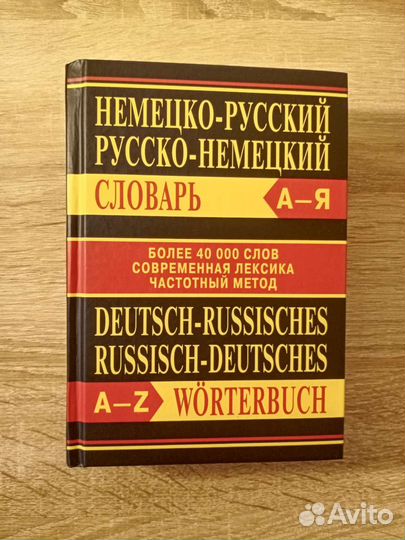 НЕМЕЦКО-РУССКИЙ
РУССКО-НЕМЕЦКИЙ
СЛОВАРЬ А–Я
БОЛЕЕ 40 000 СЛОВ
СОВРЕМЕННАЯ ЛЕКСИКА
ЧАСТОТНЫЙ МЕТОД
DEUTSCH-RUSSISCHES
RUSSISCH-DEUTSCHES
A–Z WÖRTERBUCH
Avito